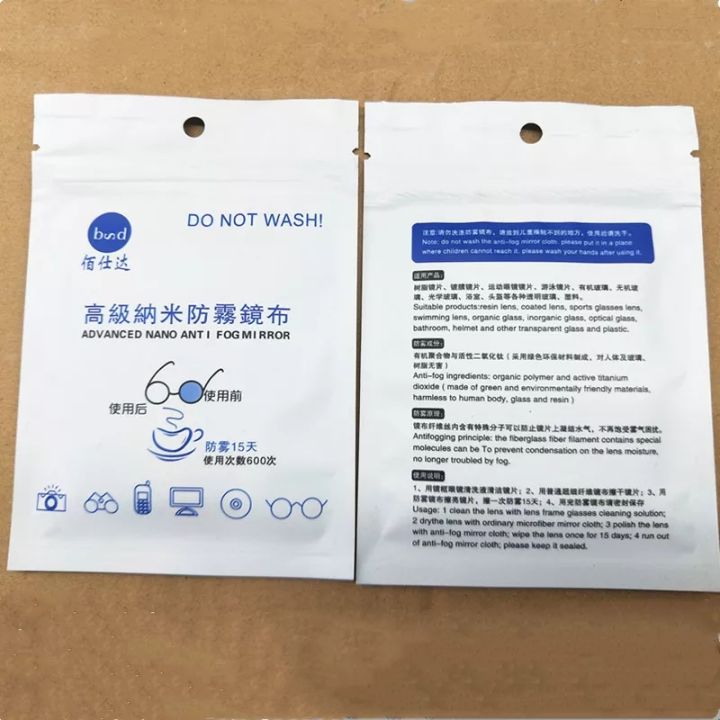 bsd
佰仕达
DO NOT WASH!
高級納米防霧鏡布
ADVANCED NANO ANT I FOGMIRROR
使用后
使用前
防雾15天
使用次数600次
注意:请勿洗涤防雾镜布，请放到儿童接触不到的地方，使用后请洗手。
Note: do not wash the anti-fog mirror cloth. please put it in a place
where children cannot reach it. please wash your hands after using it.
适用产品:
树脂镜片、镀膜镜片、运动眼镜镜片、游泳镜片、有机玻璃、无机玻
璃、光学玻璃、浴室、头盔等各种透明玻璃、塑料。
Suitable products:resin lens, coated lens, sports glasses lens,
swimming lens, organic glass, inorganic glass, optical glass,
bathroom, helmet and other transparent glass and plastic.
防雾成份:
有机聚合物与活性二氧化钛（采用绿色环保材料制成，对人体及玻璃、
树脂无害）
Anti-fog ingredients: organic polymer and active titanium
dioxide ( made of green and environmentally friendly materials,
harmless to human body, glass and resin )
防雾原理:
镜布纤维丝内含有特殊分子可以防止镜片上凝结水气，不再饱受雾气困扰。
Antifogging principle: the fiberglass fiber filament contains special
molecules can be To prevent condensation on the lens moisture,
no longer troubled by fog.
使用说明:
1、用镜框眼镜清洗液清洁镜片；2、用普通超细纤维镜布擦干镜片；3、用
防雾镜布擦亮镜片，擦一次防雾15天；4、用完防雾镜布请密封保存
Usage: 1 clean the lens with lens frame glasses cleaning solution;
2 drythe lens with ordinary microfiber mirror cloth; 3 polish the lens
with anti-fog mirror cloth; wipe the lens once for 15 days; 4 run out
of anti-fog mirror cloth; please keep it sealed.